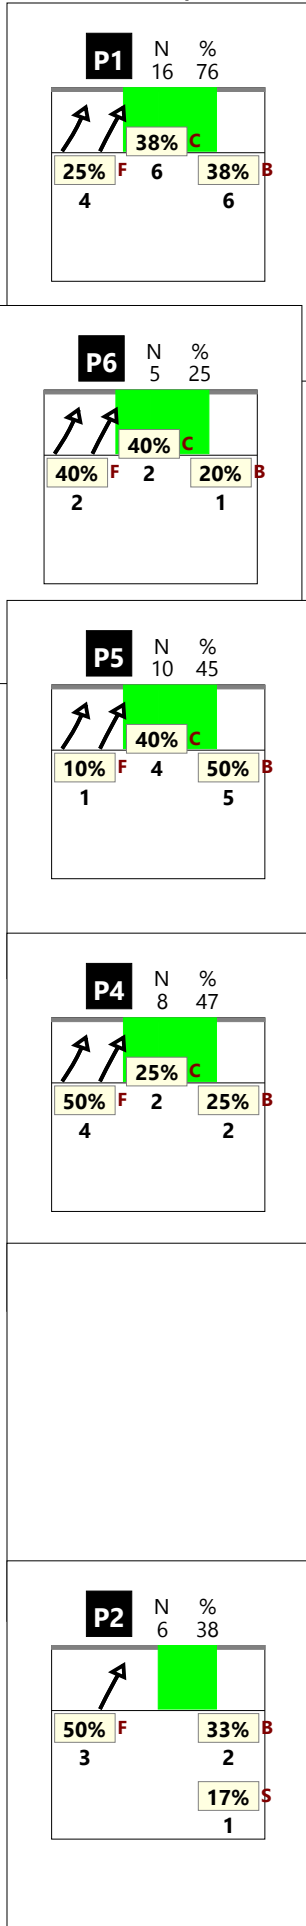 P1 N %
16 76
38% C
25% F 6 38% B
4 6
P6 N %
5 25
40% C
40% F 2 20% B
2 1
P5 N %
10 45
40% C
10% F 4 50% B
1 5
P4 N %
8 47
25% C
50% F 2 25% B
4 2
P2 N %
6 38
50% F 33% B
3 2
17% S
1